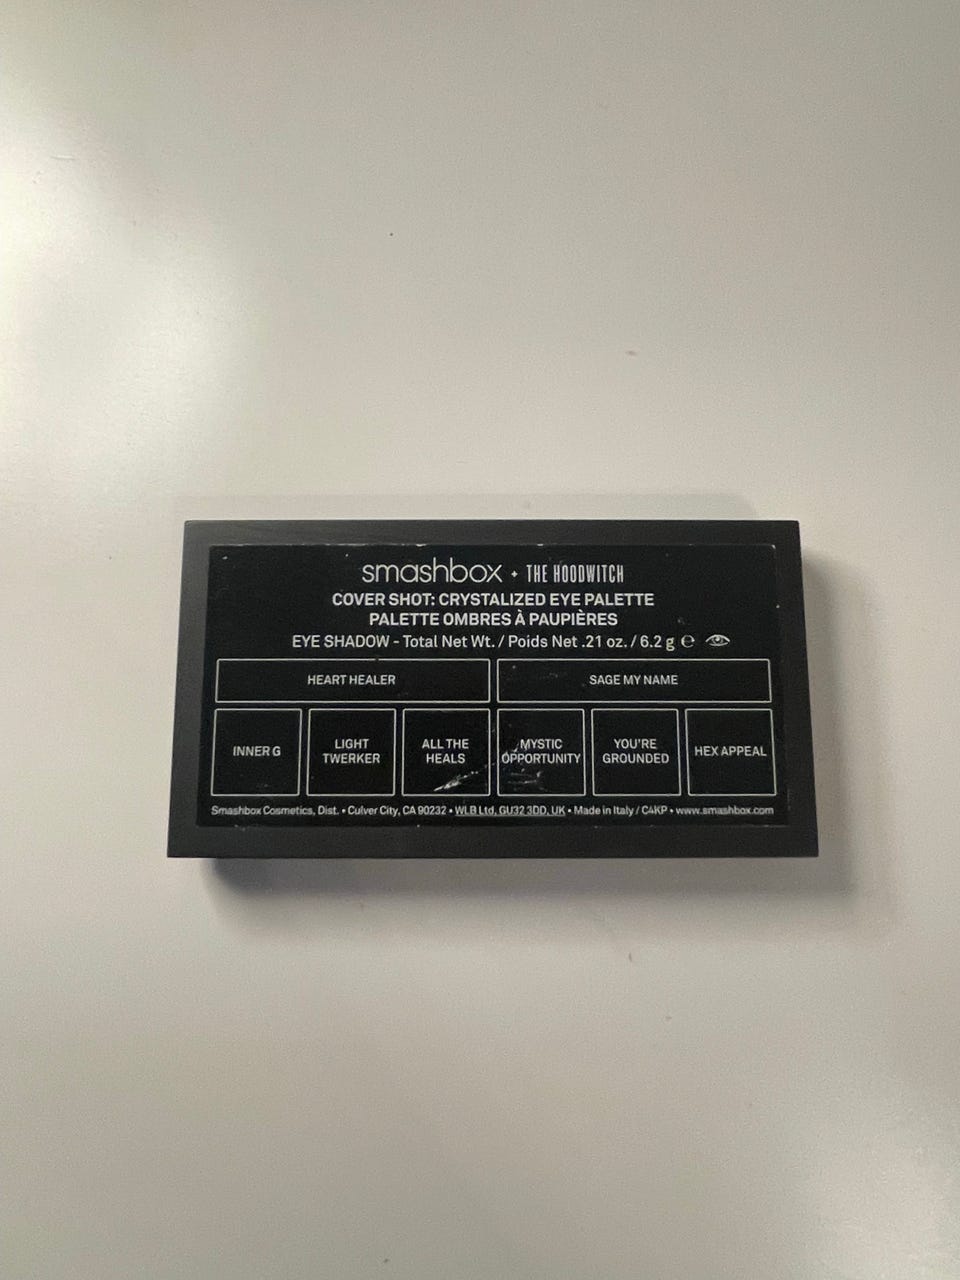 smashbox + THE HOODWITCH
COVER SHOT: CRYSTALIZED EYE PALETTE
PALETTE OMBRES À PAUPIÈRES
EYE SHADOW - Total Net Wt. / Poids Net .21 oz. / 6.2 g ℮
HEART HEALER
SAGE MY NAME
INNER G
LIGHT
TWERKER
ALL THE
HEALS
MYSTIC
OPPORTUNITY
YOU'RE
GROUNDED
HEX APPEAL
Smashbox Cosmetics, Dist. • Culver City, CA 90232 • WLB Ltd, GU32 3DD, UK • Made in Italy / C4KP • www.smashbox.com